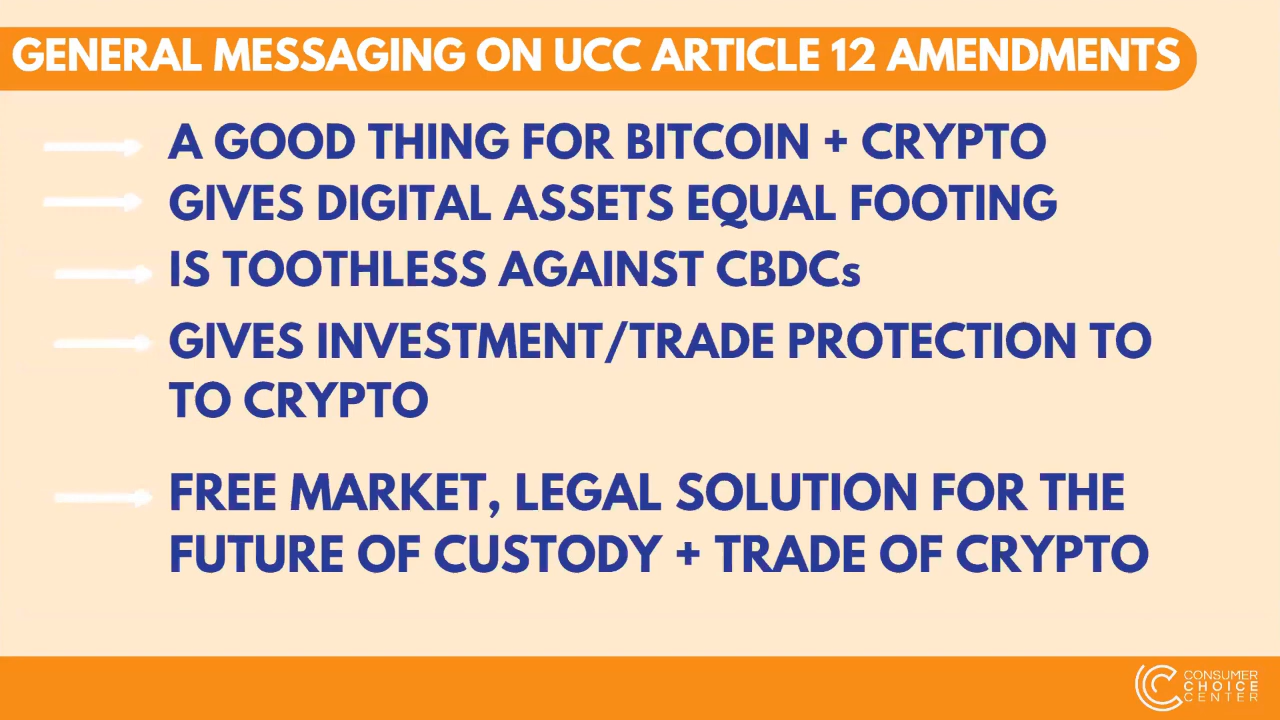 GENERAL MESSAGING ON UCC ARTICLE 12 AMENDMENTS
A GOOD THING FOR BITCOIN + CRYPTO
GIVES DIGITAL ASSETS EQUAL FOOTING
IS TOOTHLESS AGAINST CBDCs
GIVES INVESTMENT/TRADE PROTECTION TO
TO CRYPTO
FREE MARKET, LEGAL SOLUTION FOR THE
FUTURE OF CUSTODY + TRADE OF CRYPTO
CONSUMER
CHOICE
CENTER